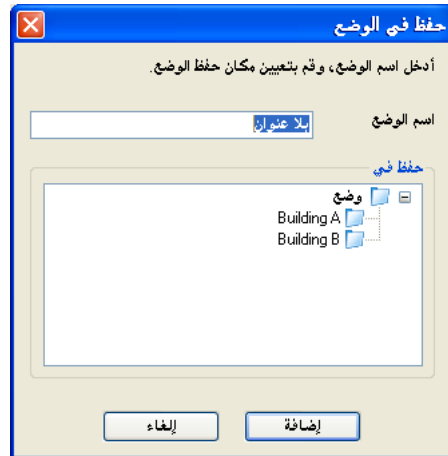 حفظ في الوضع
أدخل اسم الوضع، وقم بتعيين مكان حفظ الوضع.
اسم الوضع
بلا عنوان
حفظ في
وضع
Building A
Building B
إضافة
إلغاء